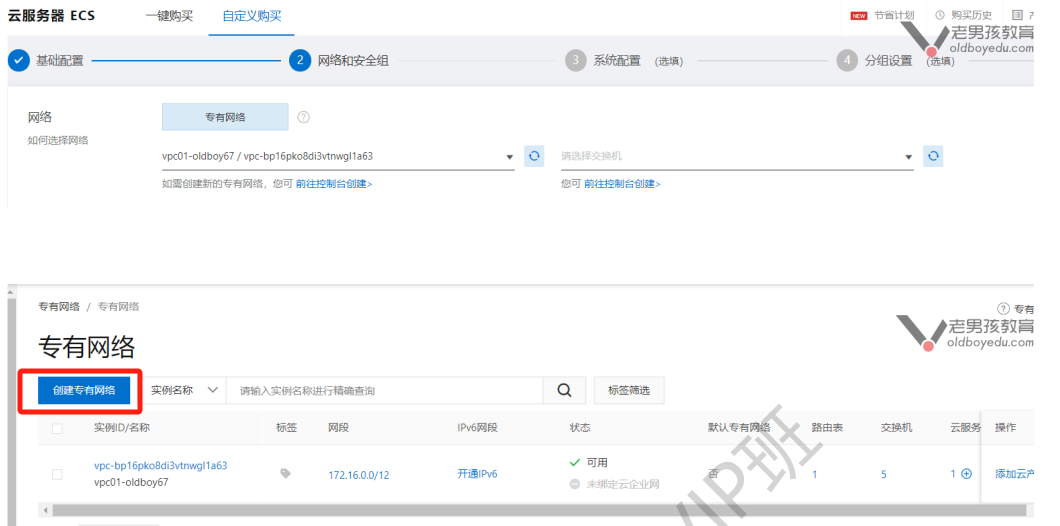 云服务器 ECS 一键购买 自定义购买 NEW 节省计划 购买历史
老男孩教育
oldboyedu.com
基础配置 2 网络和安全组 3 系统配置 (选填) 4 分组设置 (选填)
网络 专有网络
如何选择网络
vpc01-oldboy67 / vpc-bp16pko8di3vtnwgl1a63 请选择交换机
如需创建新的专有网络，您可 前往控制台创建> 您可 前往控制台创建>
专有网络 / 专有网络 专有
老男孩教育
oldboyedu.com
专有网络
创建专有网络 实例名称 请输入实例名称进行精确查询 标签筛选
实例ID/名称 标签 网段 IPv6网段 状态 默认专有网络 路由表 交换机 云服务 操作
vpc-bp16pko8di3vtnwgl1a63 可用
172.16.0.0/12 开通IPv6 否 1 5 1 添加云产
vpc01-oldboy67 未绑定云企业网
VIP班